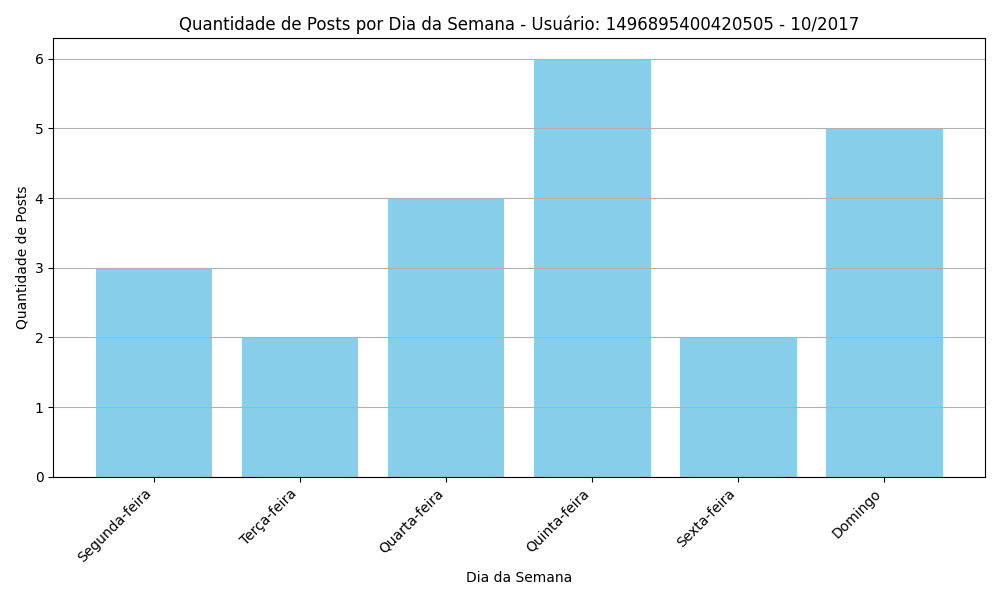 Quantidade de Posts por Dia da Semana - Usuário: 1496895400420505 - 10/2017
Quantidade de Posts
6
5
4
3
2
1
0
Segunda-feira
Terça-feira
Quarta-feira
Quinta-feira
Sexta-feira
Domingo
Dia da Semana